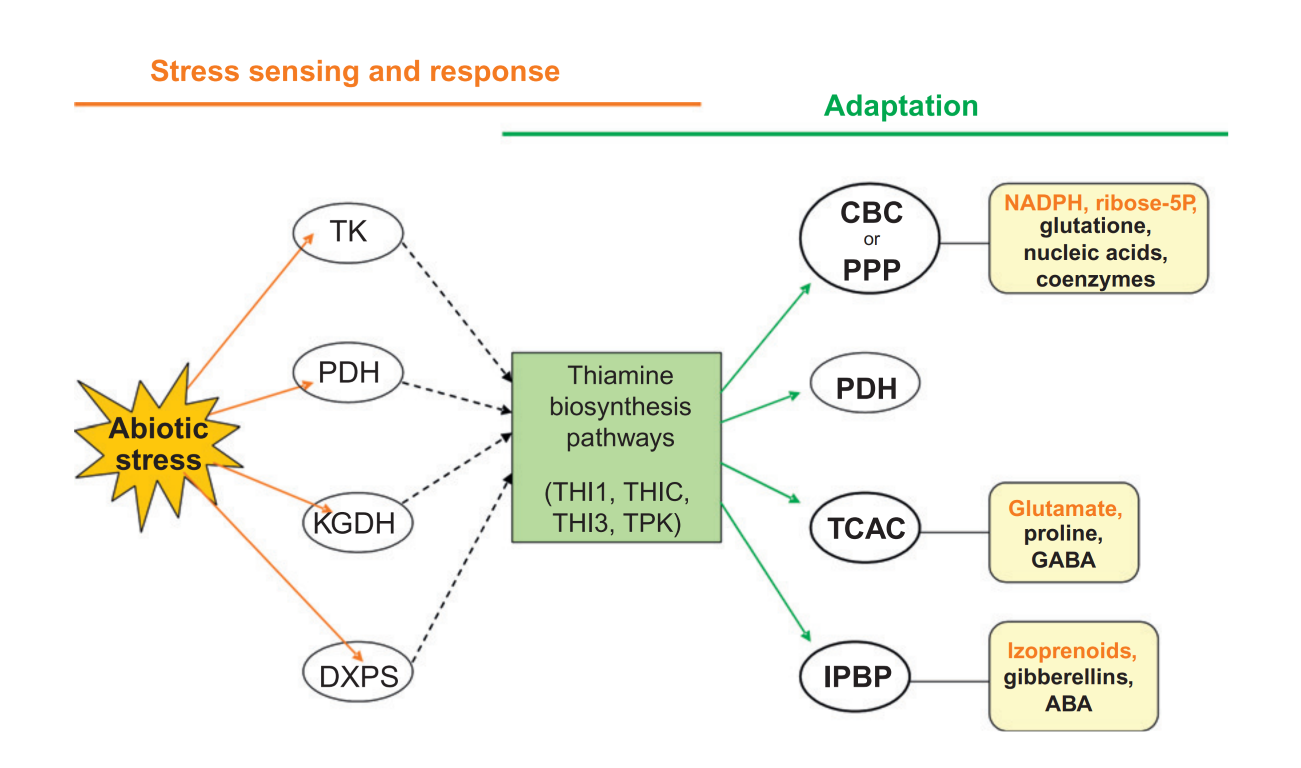 Stress sensing and response
Adaptation
TK
PDH
KGDH
DXPS
Abiotic
stress
Thiamine
biosynthesis
pathways
(THI1, THIC,
THI3, TPK)
CBC
or
PPP
NADPH, ribose-5P,
glutatione,
nucleic acids,
coenzymes
PDH
TCAC
Glutamate,
proline,
GABA
IPBP
Izoprenoids,
gibberellins,
ABA